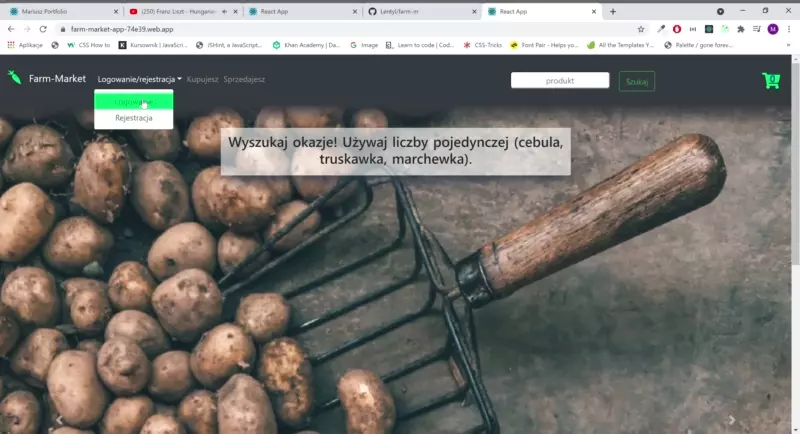 Mariusz Portfolio
(250) Franz Liszt - Hungarian
React App
Lentyl/farm-m
React App
farm-market-app-74e39.web.app
Aplikacje
CSS How to
Kursownik | JavaScri...
JSHint, a JavaScript...
Khan Academy | Da...
Image
Learn to code | Cod...
CSS-Tricks
Font Pair - Helps yo...
All the Templates Y...
Palette / gone forev...
M
Farm-Market
Logowanie/rejestracja
Kupujesz
Sprzedajesz
produkt
Szukaj
0
Logowanie
Rejestracja
Wyszukaj okazje! Używaj liczby pojedynczej (cebula,
truskawka, marchewka).